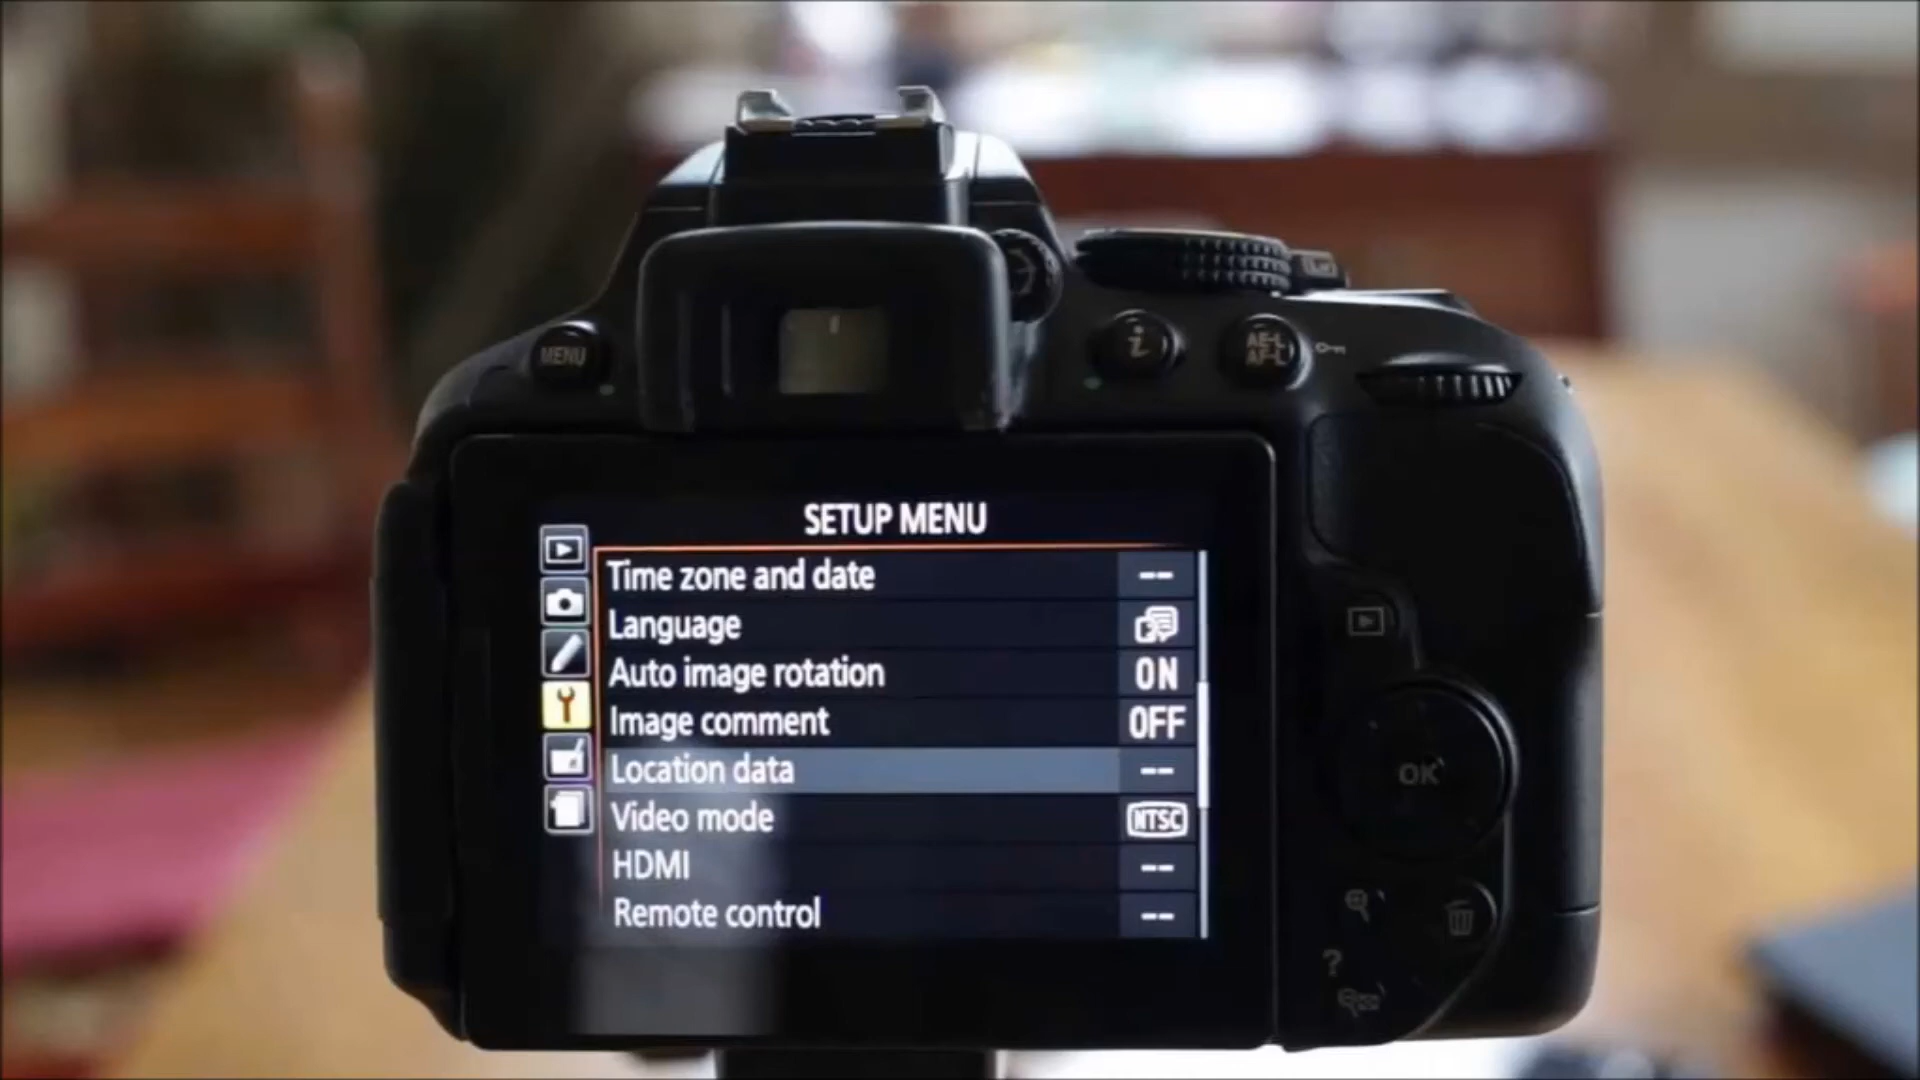 MENU
i
AE-L
AF-L
SETUP MENU
Time zone and date --
Language
Auto image rotation ON
Image comment OFF
Location data --
Video mode NTSC
HDMI --
Remote control --
OK
?